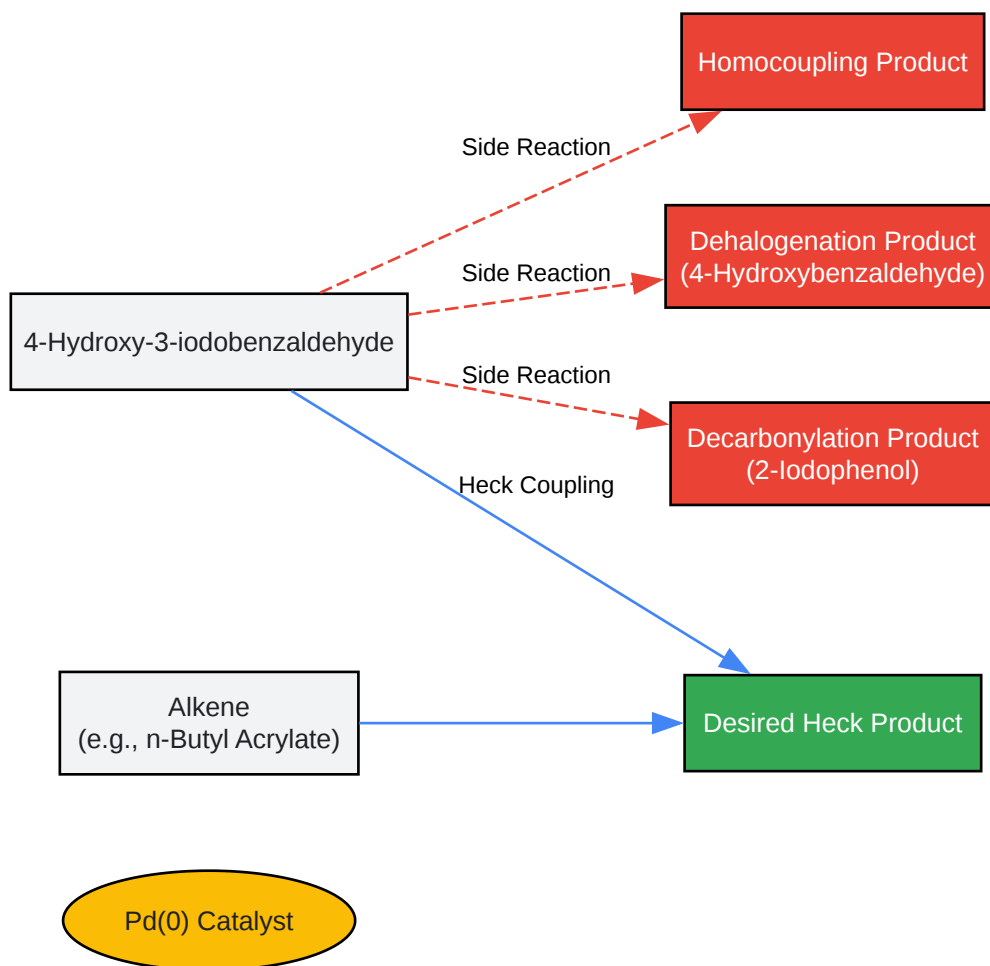 Homocoupling Product
Side Reaction
Dehalogenation Product
(4-Hydroxybenzaldehyde)
Side Reaction
4-Hydroxy-3-iodobenzaldehyde
Side Reaction
Decarbonylation Product
(2-Iodophenol)
Heck Coupling
Alkene
(e.g., n-Butyl Acrylate)
Desired Heck Product
Pd(0) Catalyst